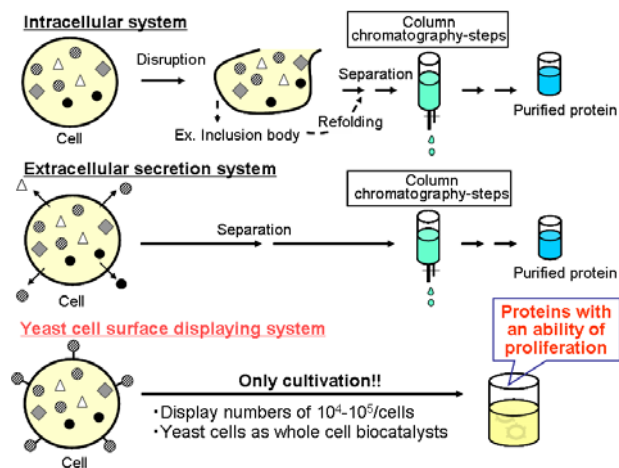 Intracellular system
Column
chromatography-steps
Disruption
Separation
Refolding
Ex. Inclusion body
Cell
Purified protein
Extracellular secretion system
Column
chromatography-steps
Separation
Cell
Purified protein
Yeast cell surface displaying system
Proteins with
an ability of
proliferation
Only cultivation!!
・Display numbers of 10⁴-10⁵/cells
・Yeast cells as whole cell biocatalysts
Cell